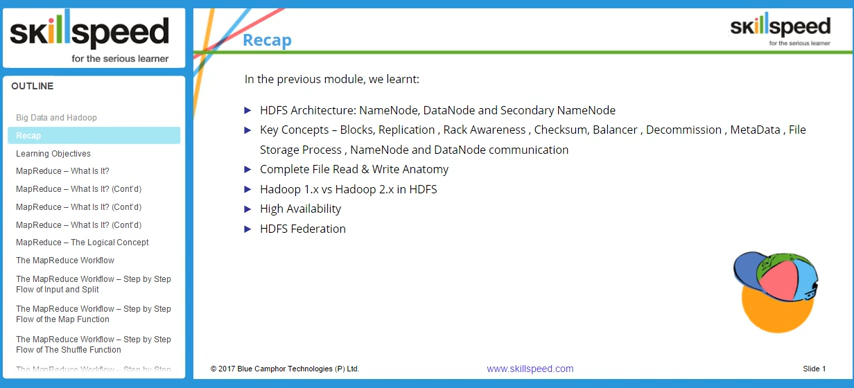 skillspeed
for the serious learner
OUTLINE
Big Data and Hadoop
Recap
Learning Objectives
MapReduce – What Is It?
MapReduce – What Is It? (Cont'd)
MapReduce – What Is It? (Cont'd)
MapReduce – What Is It? (Cont'd)
MapReduce – The Logical Concept
The MapReduce Workflow
The MapReduce Workflow – Step by Step
Flow of Input and Split
The MapReduce Workflow – Step by Step
Flow of the Map Function
The MapReduce Workflow – Step by Step
Flow of The Shuffle Function
The MapReduce Workflow – Step by Step
Recap
skillspeed
for the serious learner
In the previous module, we learnt:
HDFS Architecture: NameNode, DataNode and Secondary NameNode
Key Concepts – Blocks, Replication , Rack Awareness , Checksum, Balancer , Decommission , MetaData , File
Storage Process , NameNode and DataNode communication
Complete File Read & Write Anatomy
Hadoop 1.x vs Hadoop 2.x in HDFS
High Availability
HDFS Federation
© 2017 Blue Camphor Technologies (P) Ltd.
www.skillspeed.com
Slide 1